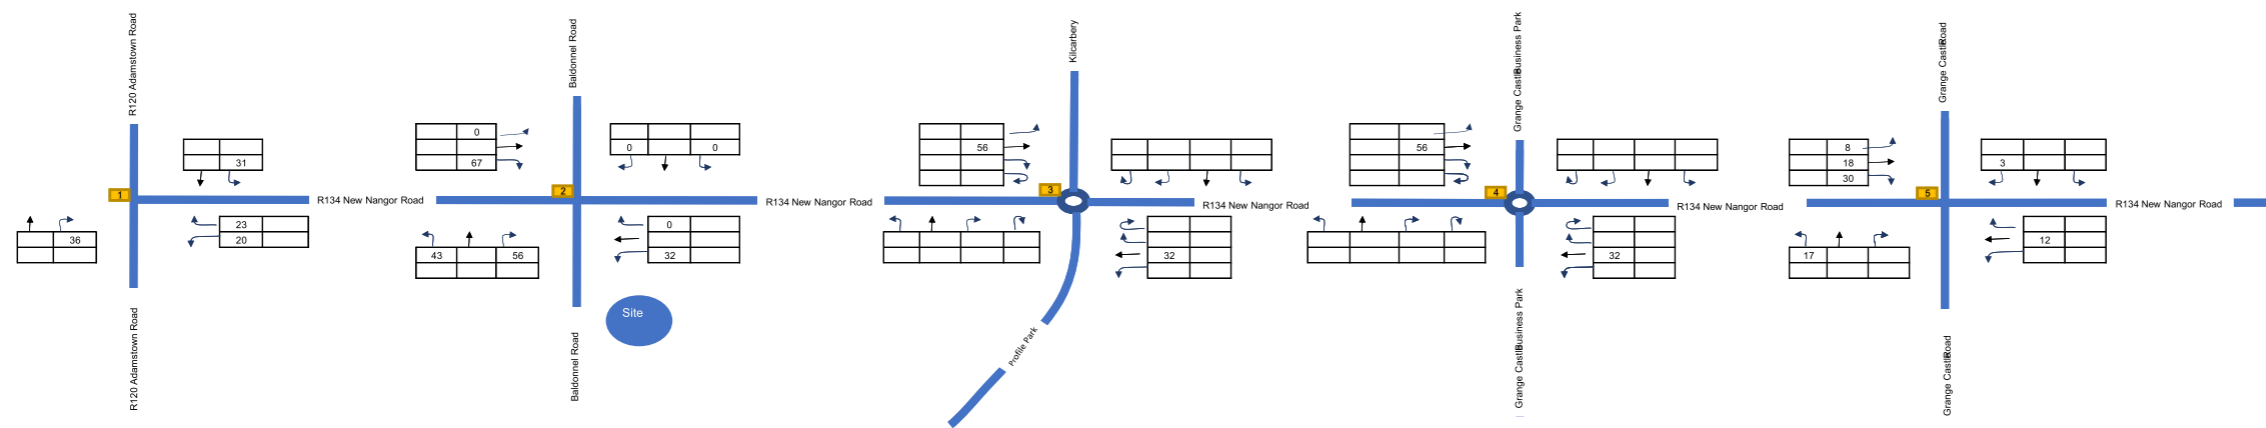 R120 Adamstown Road
Baldonnel Road
Kilcarbery
Grange Castle Business Park
Grange Castle Road
0
67
0 0
31
56
56
8
18
30
3
1
2
3
4
5
R134 New Nangor Road
R134 New Nangor Road
R134 New Nangor Road
R134 New Nangor Road
R134 New Nangor Road
36
23
20
43 56
0
32
32
32
17
12
Site
R120 Adamstown Road
Baldonnal Road
Profile Park
Grange Castle Business Park
Grange Castle Road